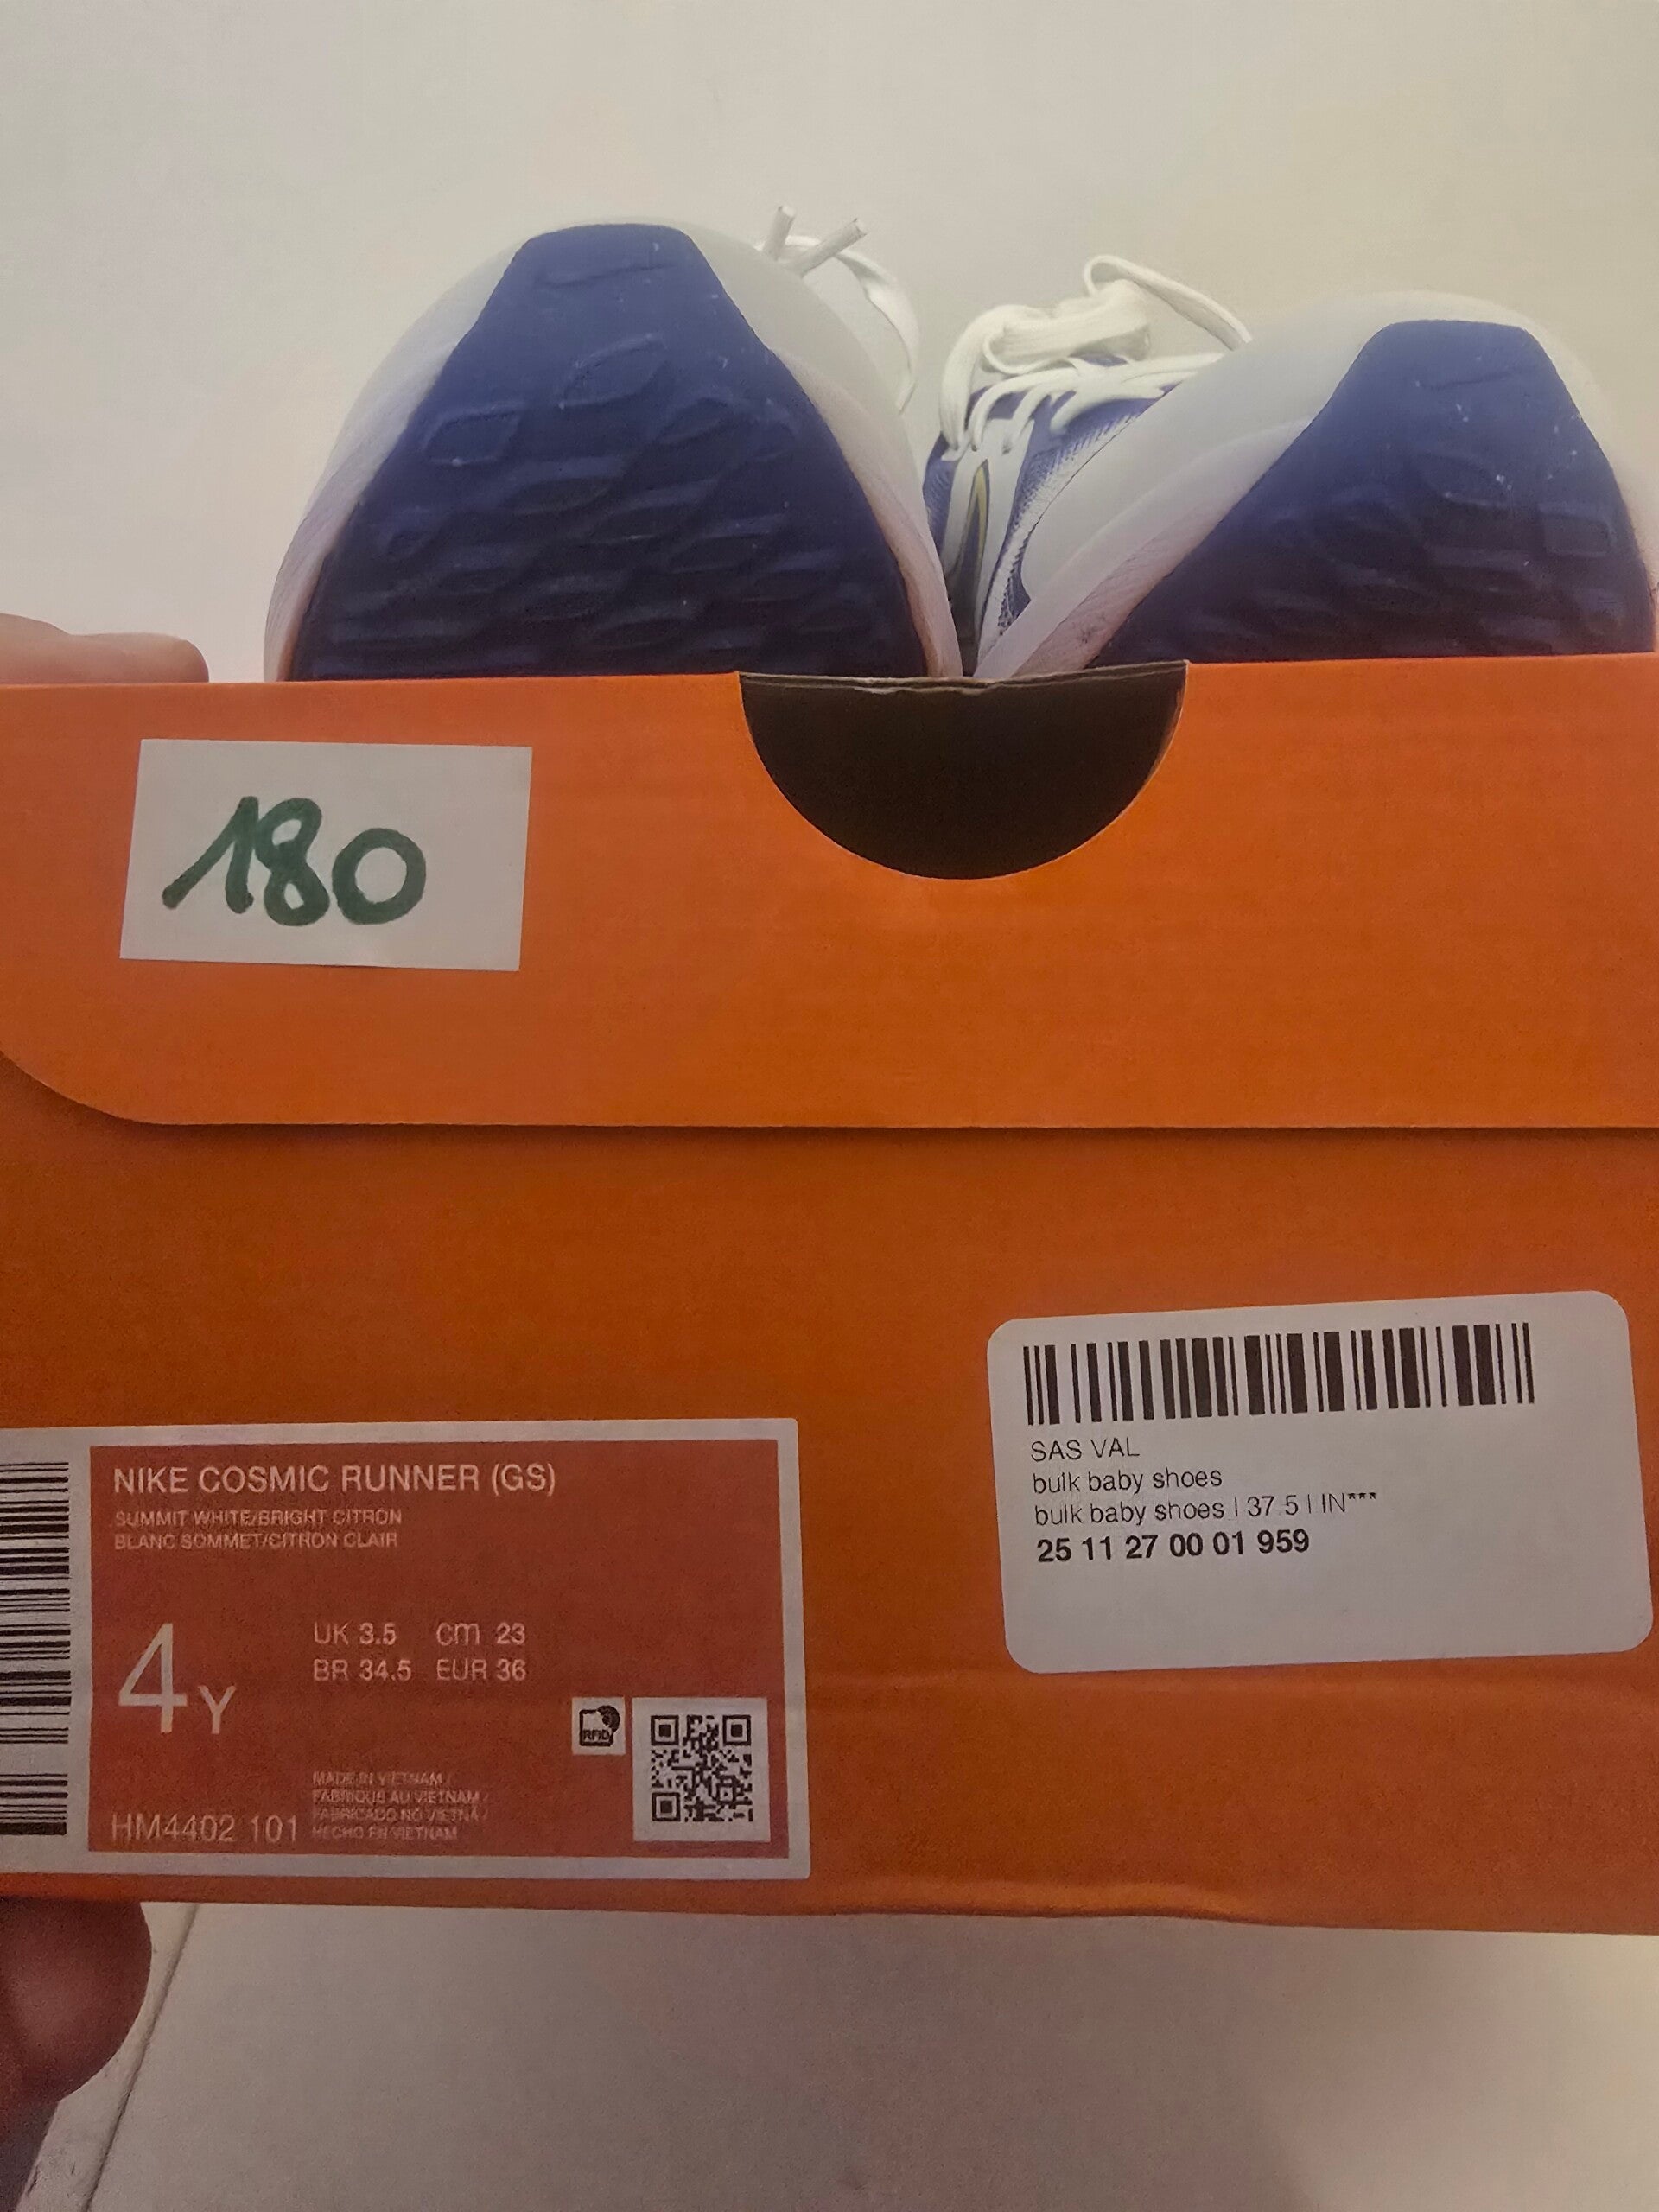 180
SAS VAL
bulk baby shoes
bulk baby shoes | 37.5 | IN***
25 11 27 00 01 959
NIKE COSMIC RUNNER (GS)
SUMMIT WHITE/BRIGHT CITRON
BLANC SOMMET/CITRON CLAIR
4Y
UK 3.5 cm 23
BR 34.5 EUR 36
RFID
MADE IN VIETNAM /
FABRIQUE AU VIETNAM /
FABRICADO NO VIETNÃ /
HECHO EN VIETNAM
HM4402 101